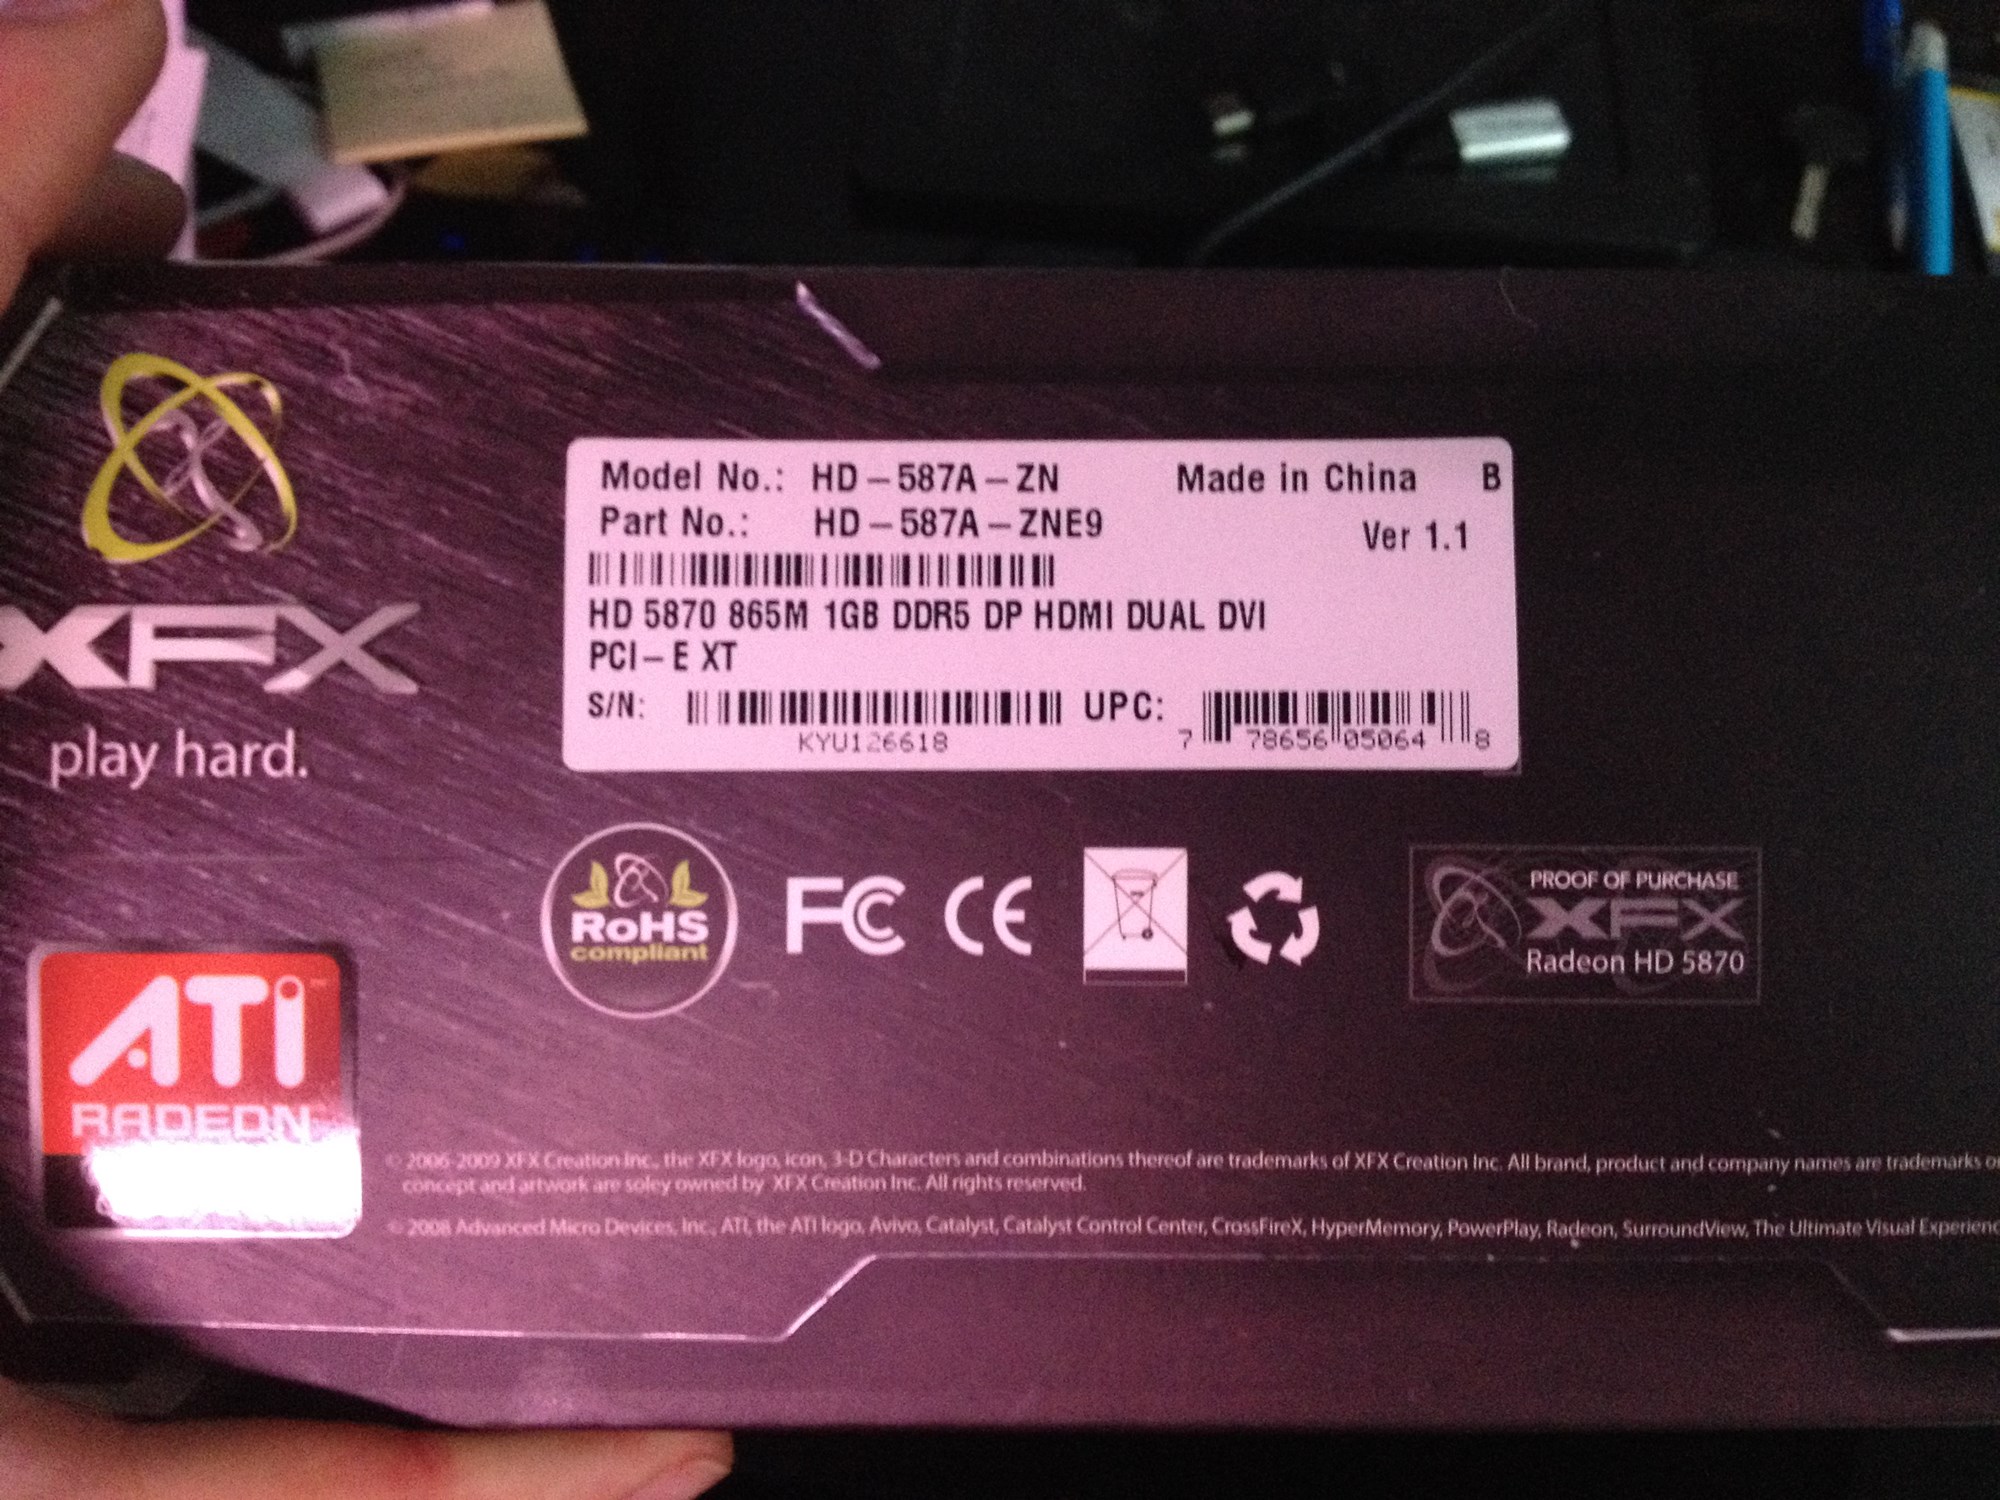 Model No.: HD-587A-ZN Made in China B
Part No.: HD-587A-ZNE9 Ver 1.1
HD 5870 865M 1GB DDR5 DP HDMI DUAL DVI
PCI-E XT
S/N: UPC:
KYU126618 7 78656 05064 8
XFX
play hard.
RoHS
compliant
FC CE
PROOF OF PURCHASE
XFX
Radeon HD 5870
ATI™
RADEON
© 2006-2009 XFX Creation Inc., the XFX logo, icon, 3-D Characters and combinations thereof are trademarks of XFX Creation Inc. All brand, product and company names are trademarks
concept and artwork are soley owned by XFX Creation Inc. All rights reserved.
© 2008 Advanced Micro Devices, Inc., ATI, the ATI logo, Avivo, Catalyst, Catalyst Control Center, CrossFireX, HyperMemory, PowerPlay, Radeon, SurroundView, The Ultimate Visual